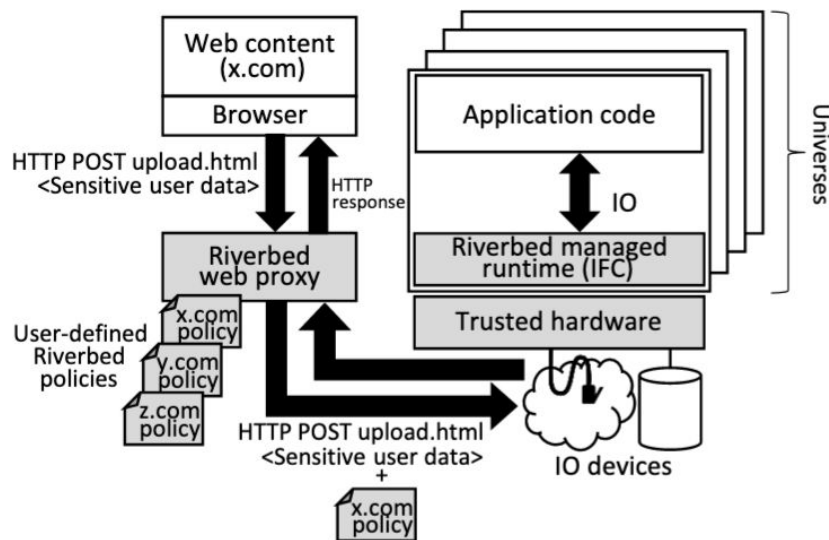 Web content
(x.com)
Browser
HTTP POST upload.html
<Sensitive user data>
HTTP
response
Riverbed
web proxy
User-defined
Riverbed
policies
x.com
policy
y.com
policy
z.com
policy
HTTP POST upload.html
<Sensitive user data>
+
x.com
policy
Application code
IO
Riverbed managed
runtime (IFC)
Trusted hardware
IO devices
Universes